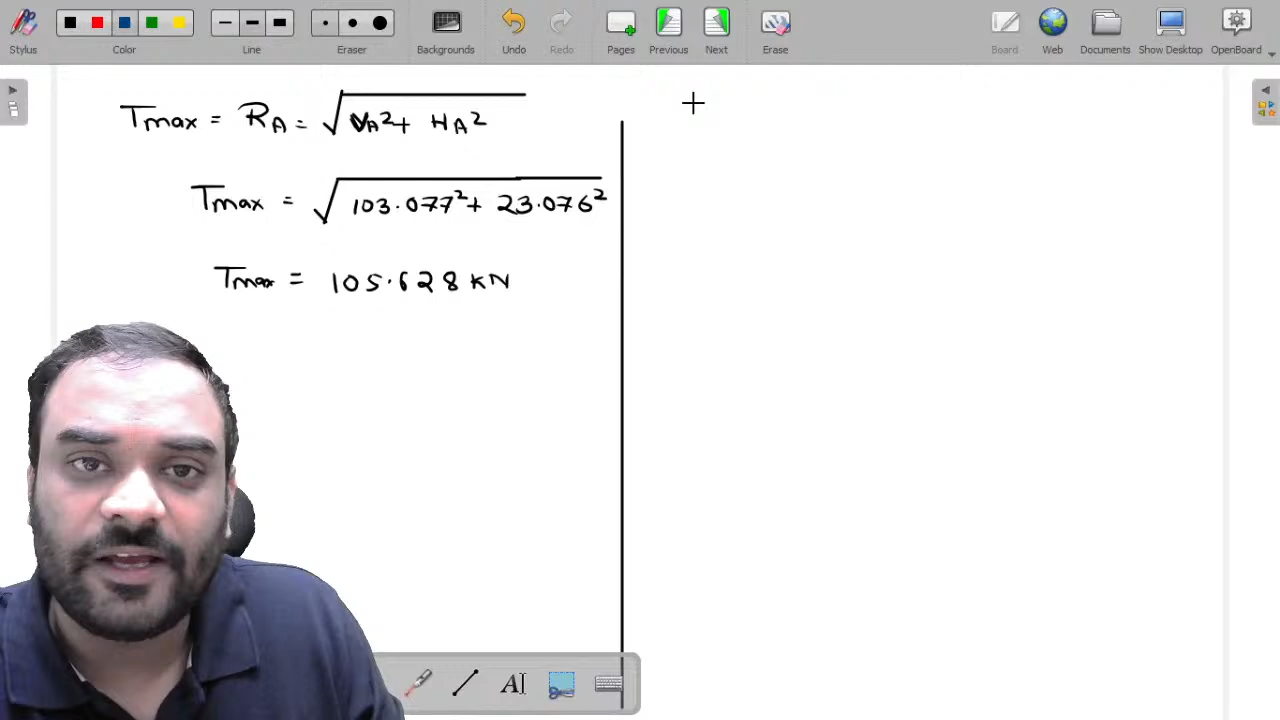 Stylus
Color
Line
Eraser
Backgrounds
Undo
Redo
Pages
Previous
Next
Erase
Board
Web
Documents
Show Desktop
OpenBoard
Tmax = RA = √VA² + HA²
Tmax = √103.077² + 23.076²
Tmax = 105.628 KN
A